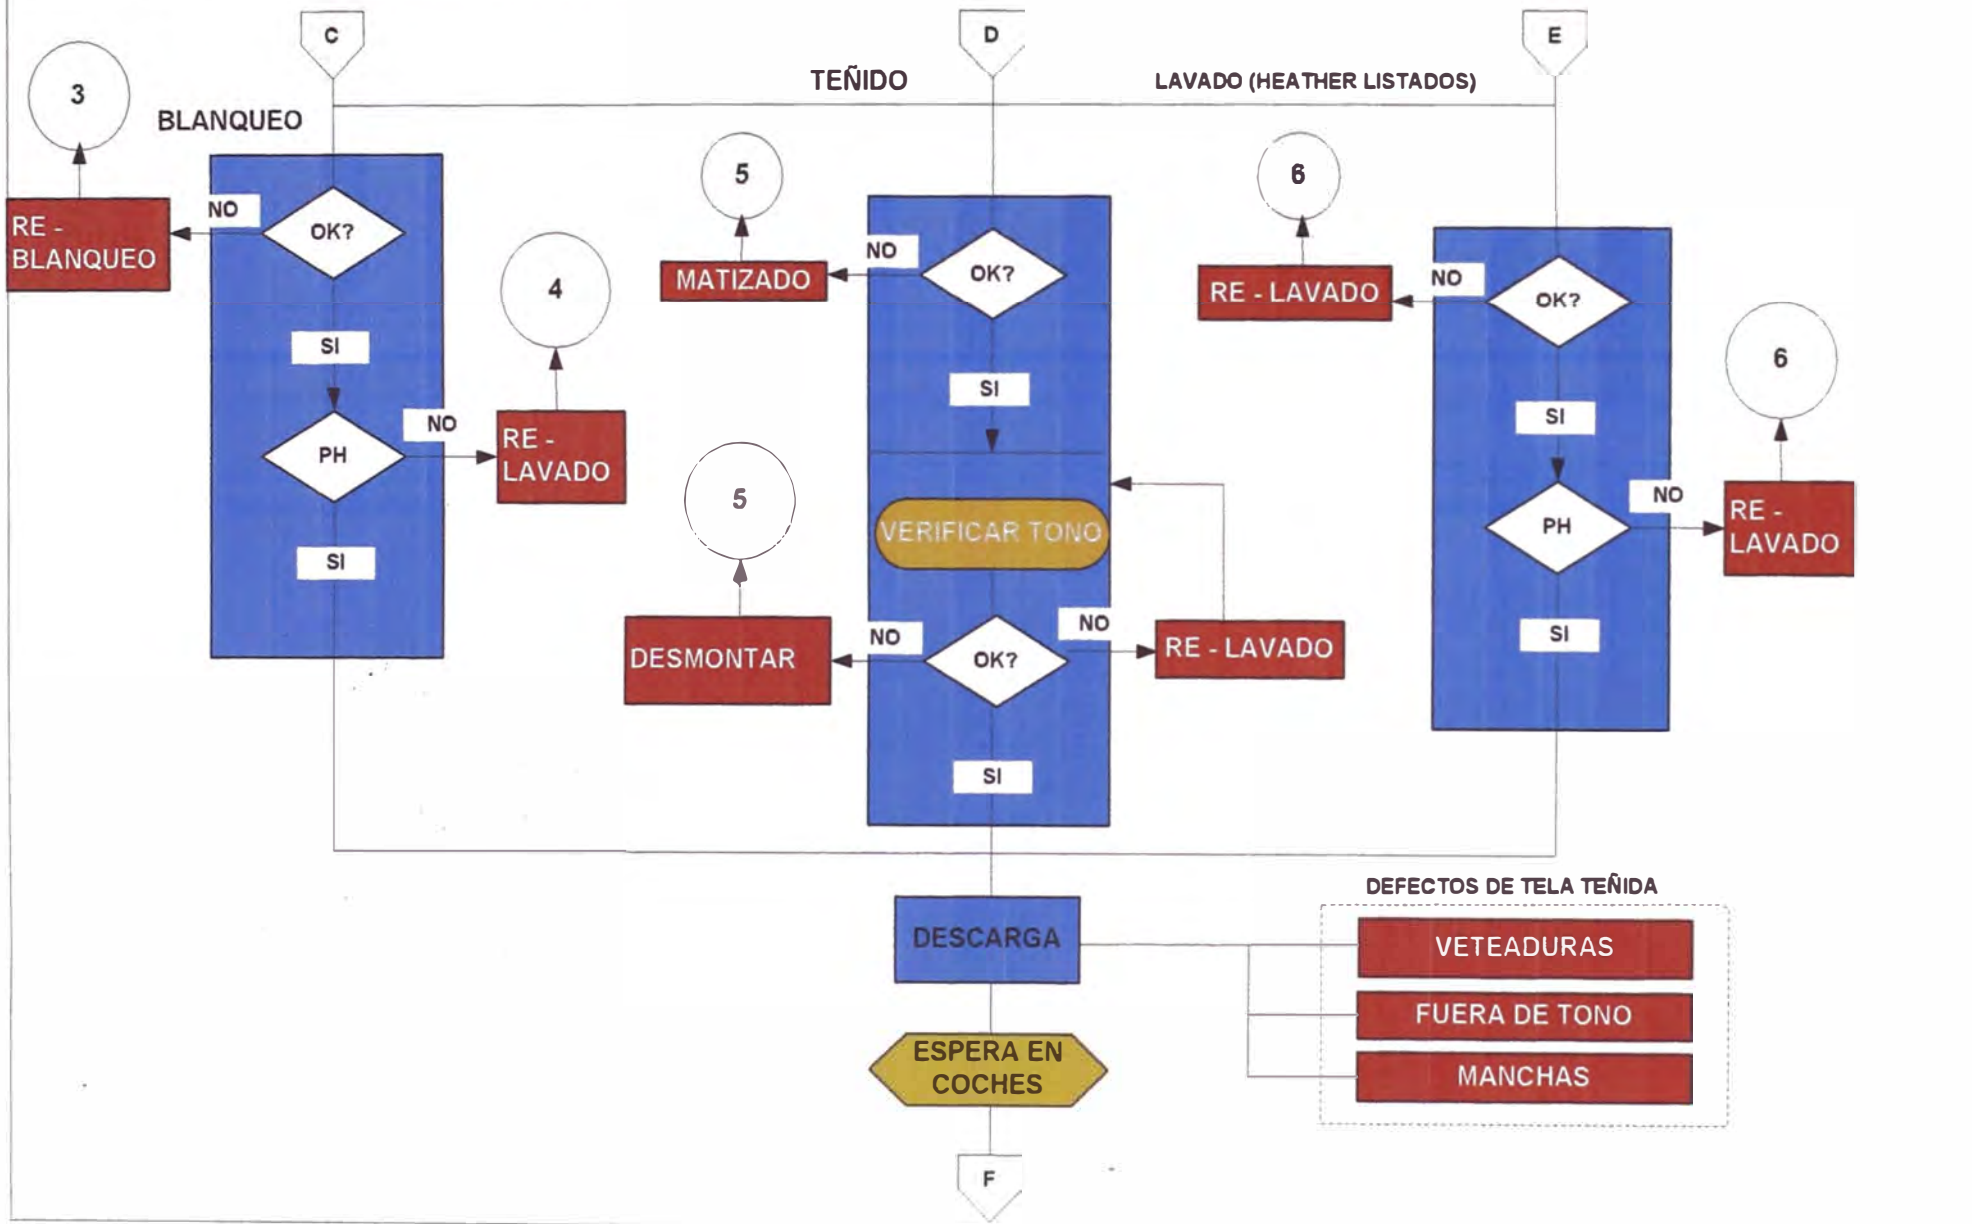 C
D
E
TEÑIDO
LAVADO (HEATHER LISTADOS)
3
BLANQUEO
5
6
NO
OK?
RE -
BLANQUEO
NO
OK?
MATIZADO
NO
OK?
RE - LAVADO
4
SI
SI
SI
6
NO
PH
RE -
LAVADO
5
VERIFICAR TONO
NO
PH
RE -
LAVADO
SI
NO
OK?
NO
DESMONTAR
RE - LAVADO
SI
SI
DESCARGA
DEFECTOS DE TELA TEÑIDA
VETEADURAS
FUERA DE TONO
MANCHAS
ESPERA EN
COCHES
F